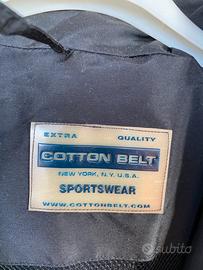 EXTRA QUALITY
COTTON BELT
NEW YORK, N.Y. U.S.A.
SPORTSWEAR
WWW.COTTONBELT.COM
subito